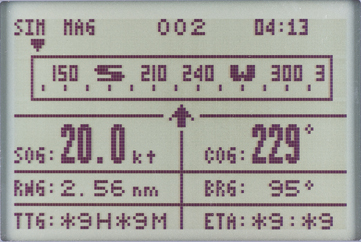 SIM MAG 002 04:13
150 S 210 240 W 300 3
SOG: 20.0 kt COG: 229°
RNG: 2.56 nm BRG: 95°
TTG: *9H*9M ETA: *9:*9